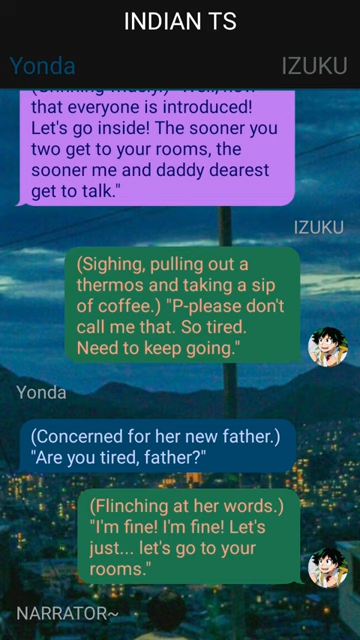 INDIAN TS
Yonda
IZUKU
that everyone is introduced!
Let's go inside! The sooner you
two get to your rooms, the
sooner me and daddy dearest
get to talk."
IZUKU
(Sighing, pulling out a
thermos and taking a sip
of coffee.) "P-please don't
call me that. So tired.
Need to keep going."
Yonda
(Concerned for her new father.)
"Are you tired, father?"
(Flinching at her words.)
"I'm fine! I'm fine! Let's
just... let's go to your
rooms."
NARRATOR~